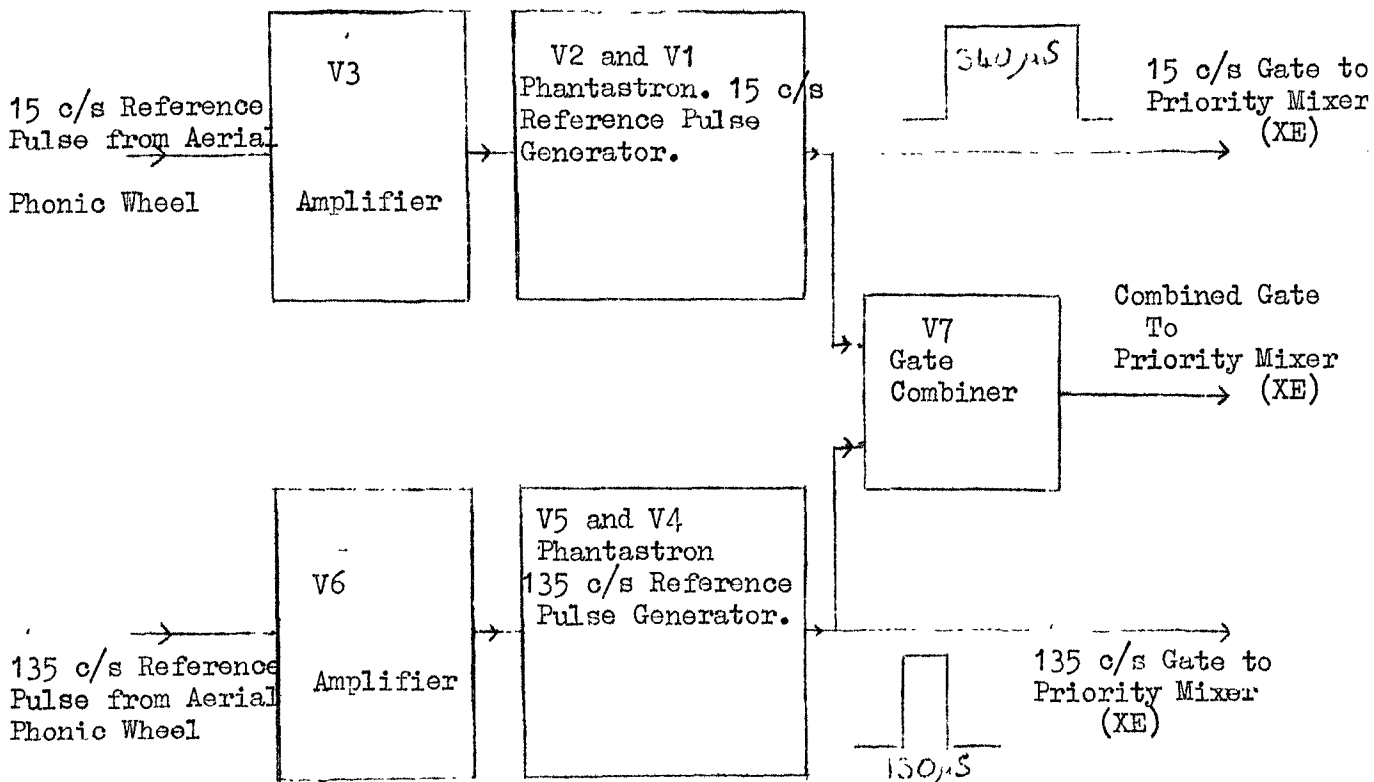 V3
Amplifier
V2 and V1
Phantastron. 15 c/s
Reference Pulse
Generator.
340μS
15 c/s Gate to
Priority Mixer
(XE)
15 c/s Reference
Pulse from Aerial
Phonic Wheel
V7
Gate
Combiner
Combined Gate
To
Priority Mixer
(XE)
V6
Amplifier
V5 and V4
Phantastron
135 c/s Reference
Pulse Generator.
135 c/s Reference
Pulse from Aerial
Phonic Wheel
130μS
135 c/s Gate to
Priority Mixer
(XE)